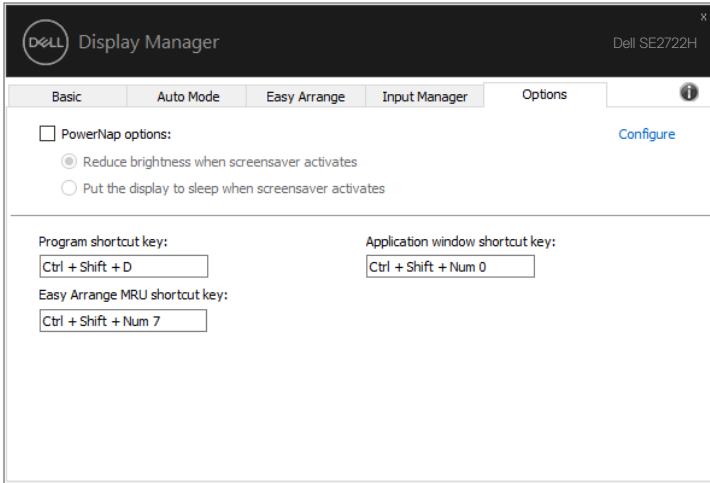 x
DELL Display Manager
Dell SE2722H
Basic Auto Mode Easy Arrange Input Manager Options i
PowerNap options: Configure
Reduce brightness when screensaver activates
Put the display to sleep when screensaver activates
Program shortcut key: Application window shortcut key:
Ctrl + Shift + D Ctrl + Shift + Num 0
Easy Arrange MRU shortcut key:
Ctrl + Shift + Num 7